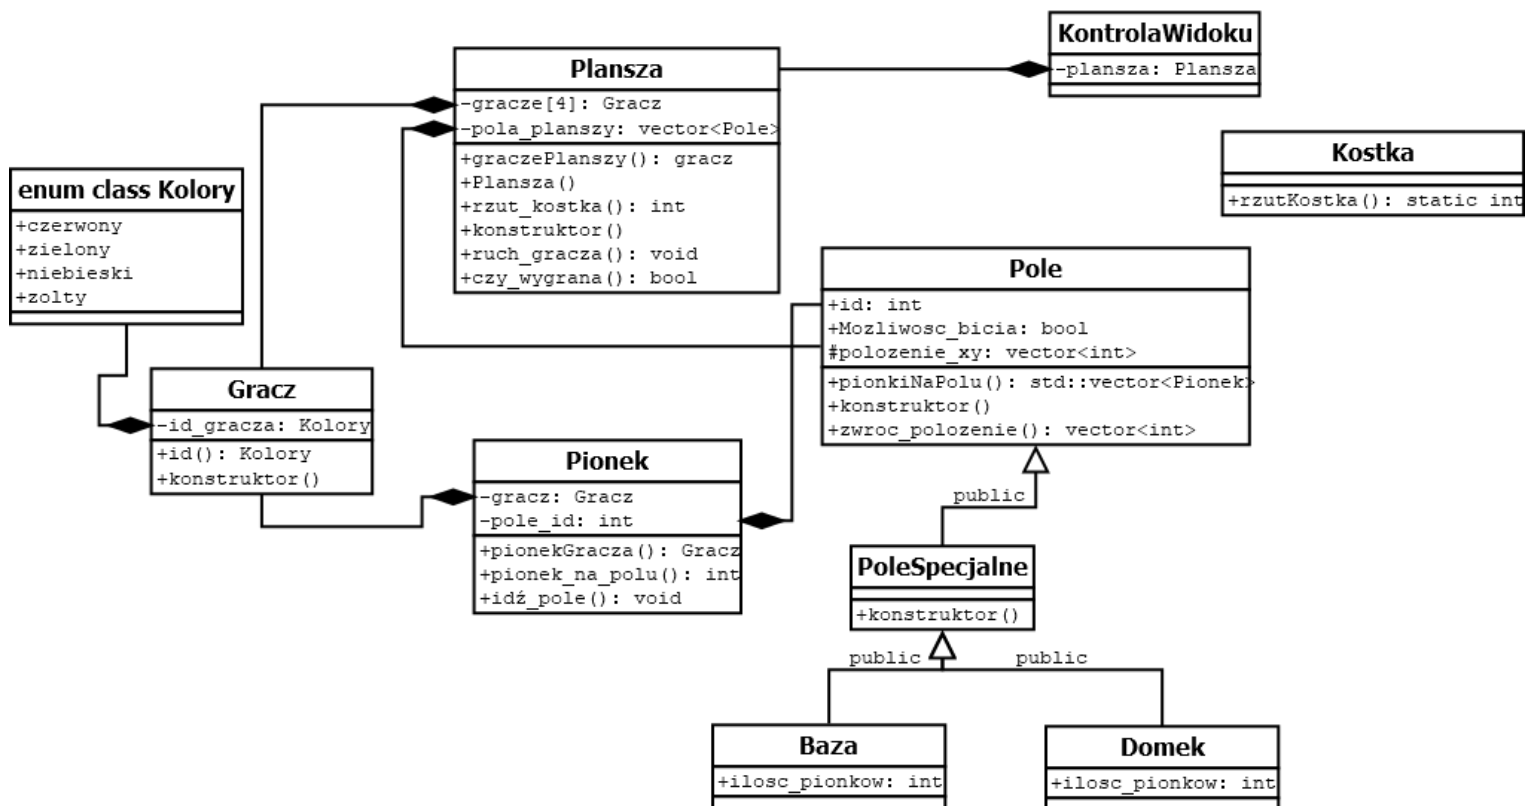 KontrolaWidoku
-plansza: Plansza
Plansza
-gracze[4]: Gracz
-pola_planszy: vector<Pole>
+graczePlanszy(): gracz
+Plansza()
+rzut_kostka(): int
+konstruktor()
+ruch_gracza(): void
+czy_wygrana(): bool
Kostka
+rzutKostka(): static int
enum class Kolory
+czerwony
+zielony
+niebieski
+zolty
Pole
+id: int
+Mozliwosc_bicia: bool
#polozenie_xy: vector<int>
+pionkiNaPolu(): std::vector<Pionek>
+konstruktor()
+zwroc_polozenie(): vector<int>
Gracz
-id_gracza: Kolory
+id(): Kolory
+konstruktor()
Pionek
-gracz: Gracz
-pole_id: int
+pionekGracza(): Gracz
+pionek_na_polu(): int
+idź_pole(): void
public
PoleSpecjalne
+konstruktor()
public
public
Baza
+ilosc_pionkow: int
Domek
+ilosc_pionkow: int